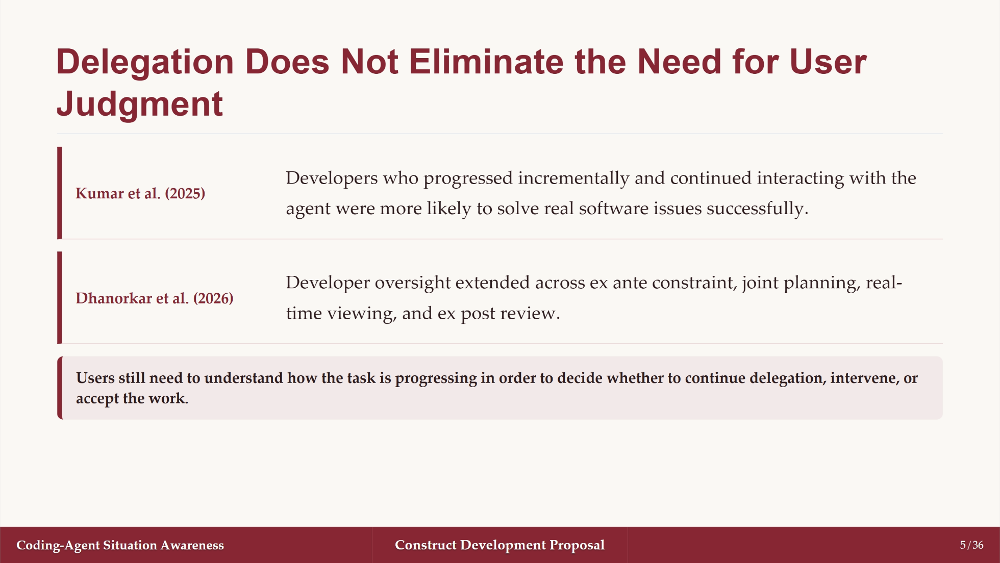 Delegation Does Not Eliminate the Need for User
Judgment
Kumar et al. (2025)
Developers who progressed incrementally and continued interacting with the
agent were more likely to solve real software issues successfully.
Dhanorkar et al. (2026)
Developer oversight extended across ex ante constraint, joint planning, real-
time viewing, and ex post review.
Users still need to understand how the task is progressing in order to decide whether to continue delegation, intervene, or
accept the work.
Coding-Agent Situation Awareness
Construct Development Proposal
5/36